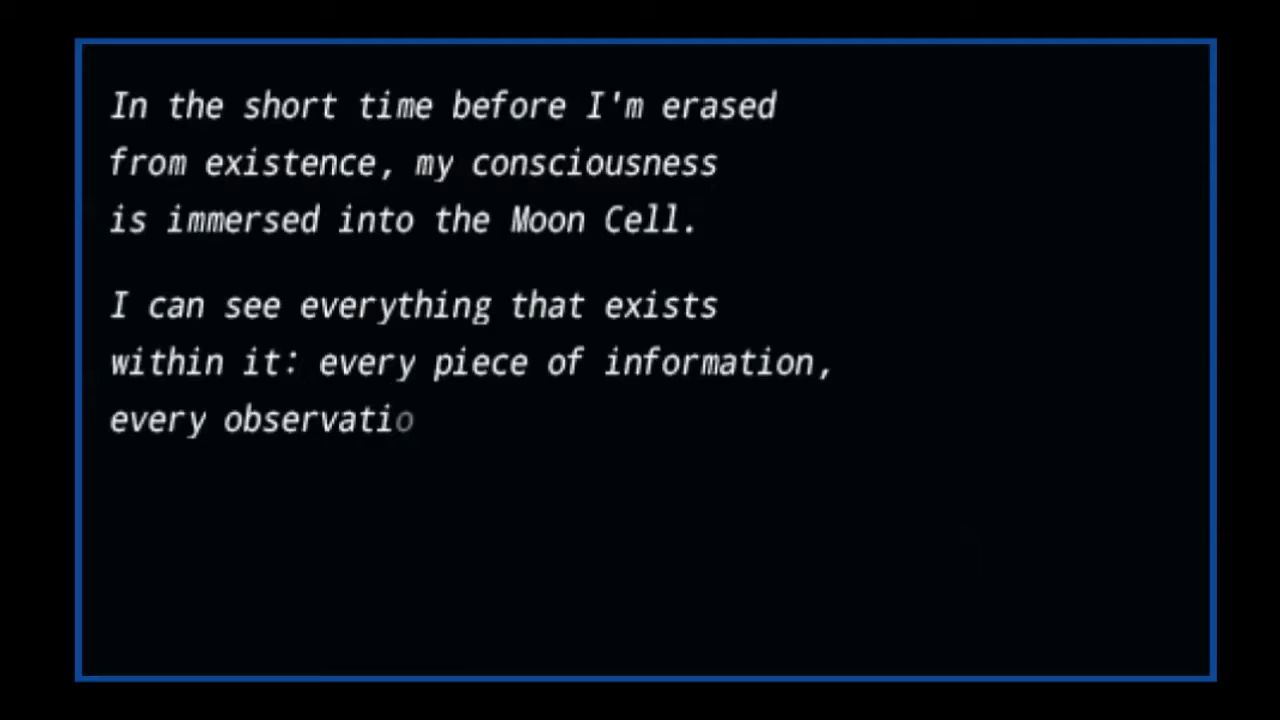 In the short time before I'm erased
from existence, my consciousness
is immersed into the Moon Cell.
I can see everything that exists
within it: every piece of information,
every observatio